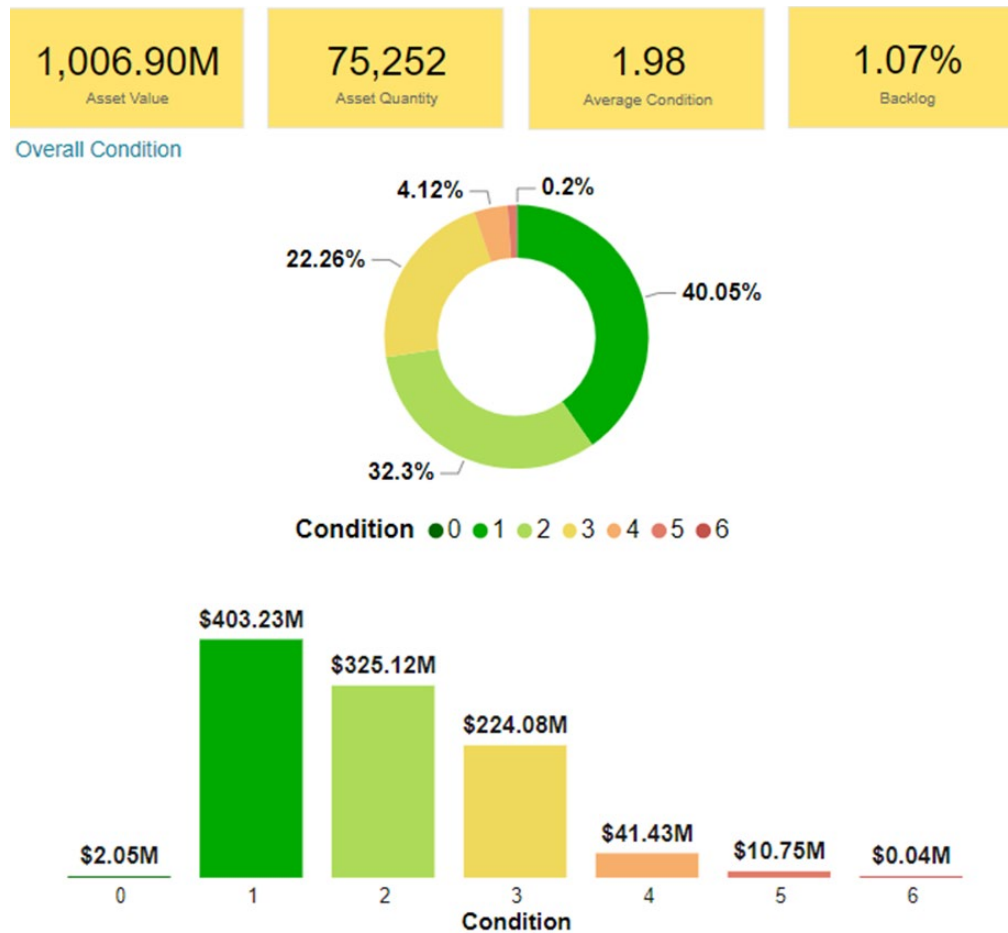 1,006.90M
Asset Value
75,252
Asset Quantity
1.98
Average Condition
1.07%
Backlog
Overall Condition
4.12%
0.2%
22.26%
40.05%
32.3%
Condition 0 1 2 3 4 5 6
$403.23M
$325.12M
$224.08M
$41.43M
$10.75M
$2.05M
$0.04M
0 1 2 3 4 5 6
Condition